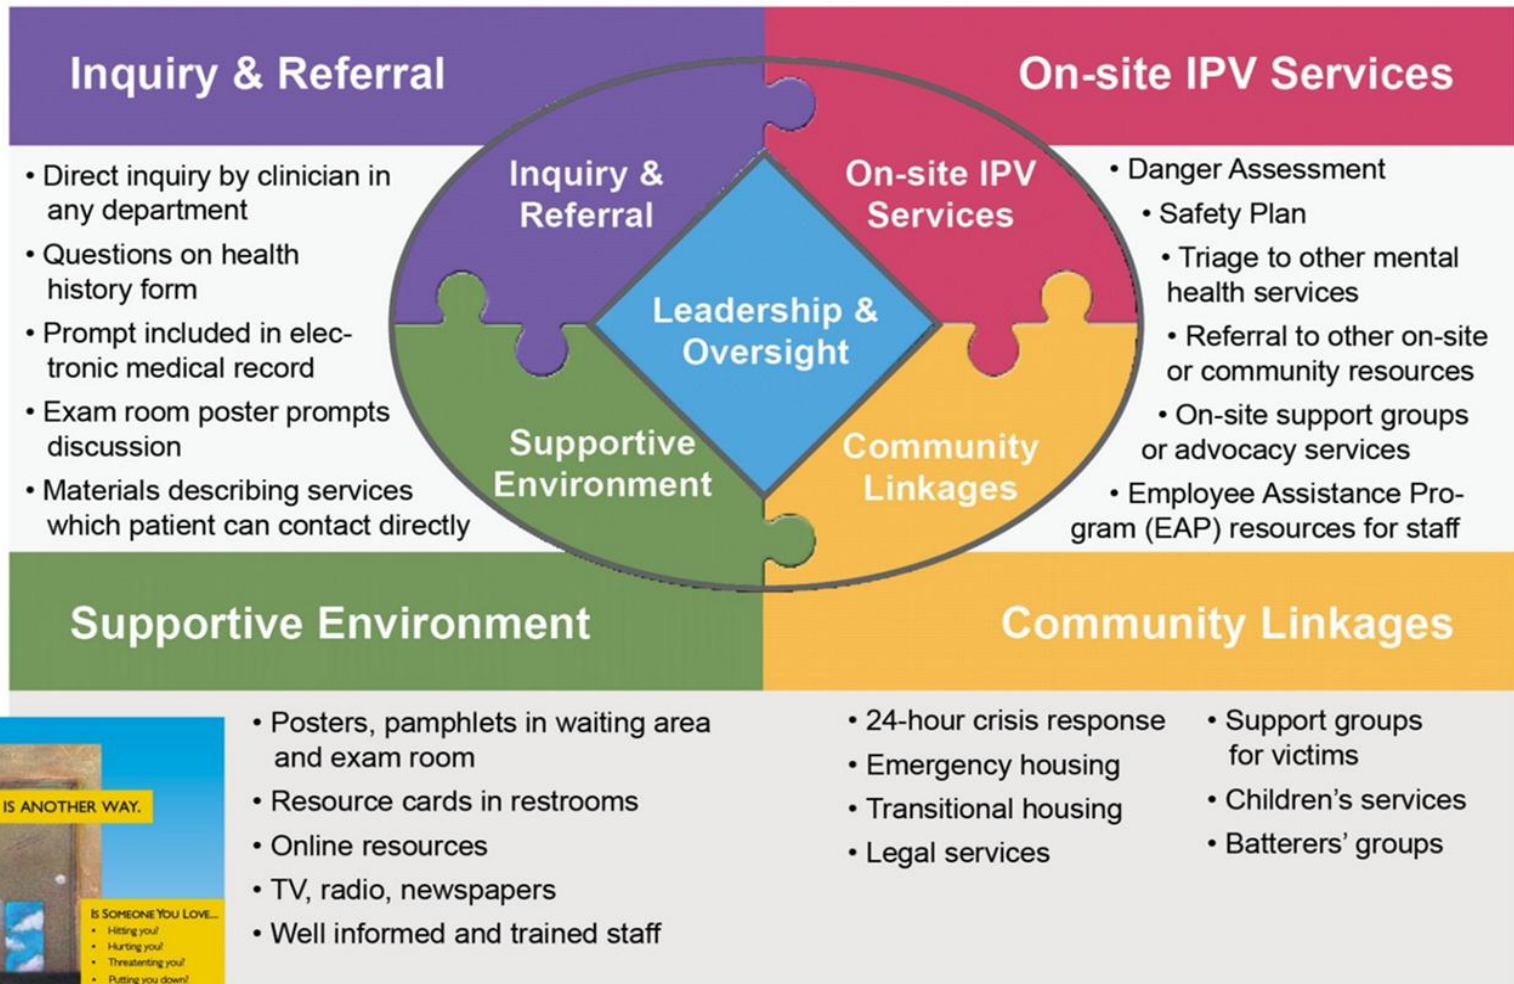 Inquiry & Referral
On-site IPV Services
• Direct inquiry by clinician in
any department
• Questions on health
history form
• Prompt included in elec-
tronic medical record
• Exam room poster prompts
discussion
• Materials describing services
which patient can contact directly
Inquiry &
Referral
On-site IPV
Services
Leadership &
Oversight
Supportive
Environment
Community
Linkages
• Danger Assessment
• Safety Plan
• Triage to other mental
health services
• Referral to other on-site
or community resources
• On-site support groups
or advocacy services
• Employee Assistance Pro-
gram (EAP) resources for staff
Supportive Environment
Community Linkages
IS ANOTHER WAY.
IS SOMEONE YOU LOVE...
• Hitting you?
• Hurting you?
• Threatenting you?
• Putting you down?
• Posters, pamphlets in waiting area
and exam room
• Resource cards in restrooms
• Online resources
• TV, radio, newspapers
• Well informed and trained staff
• 24-hour crisis response
• Emergency housing
• Transitional housing
• Legal services
• Support groups
for victims
• Children's services
• Batterers' groups